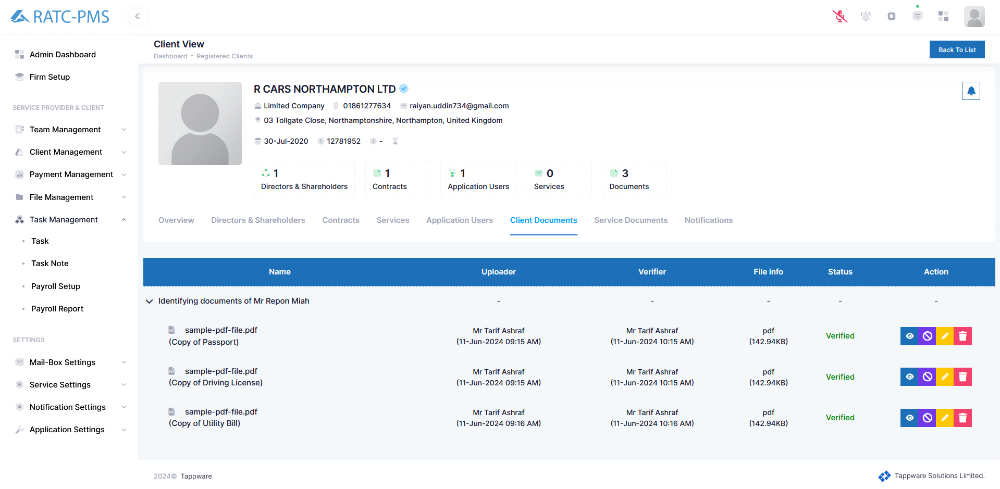 RATC-PMS
Admin Dashboard
Firm Setup
SERVICE PROVIDER & CLIENT
Team Management
Client Management
Payment Management
File Management
Task Management
Task
Task Note
Payroll Setup
Payroll Report
SETTINGS
Mail-Box Settings
Service Settings
Notification Settings
Application Settings
Client View
Dashboard - Registered Clients
Back To List
R CARS NORTHAMPTON LTD
Limited Company 01861277634 raiyan.uddin734@gmail.com
03 Tollgate Close, Northamptonshire, Northampton, United Kingdom
30-Jul-2020 12781952 -
1
Directors & Shareholders
1
Contracts
1
Application Users
0
Services
3
Documents
Overview Directors & Shareholders Contracts Services Application Users Client Documents Service Documents Notifications
Name Uploader Verifier File info Status Action
Identifying documents of Mr Repon Miah - - - - -
sample-pdf-file.pdf
(Copy of Passport)
Mr Tarif Ashraf
(11-Jun-2024 09:15 AM)
Mr Tarif Ashraf
(11-Jun-2024 10:15 AM)
pdf
(142.94KB)
Verified
sample-pdf-file.pdf
(Copy of Driving License)
Mr Tarif Ashraf
(11-Jun-2024 09:15 AM)
Mr Tarif Ashraf
(11-Jun-2024 10:15 AM)
pdf
(142.94KB)
Verified
sample-pdf-file.pdf
(Copy of Utility Bill)
Mr Tarif Ashraf
(11-Jun-2024 09:16 AM)
Mr Tarif Ashraf
(11-Jun-2024 10:16 AM)
pdf
(142.94KB)
Verified
2024© Tappware
Tappware Solutions Limited.